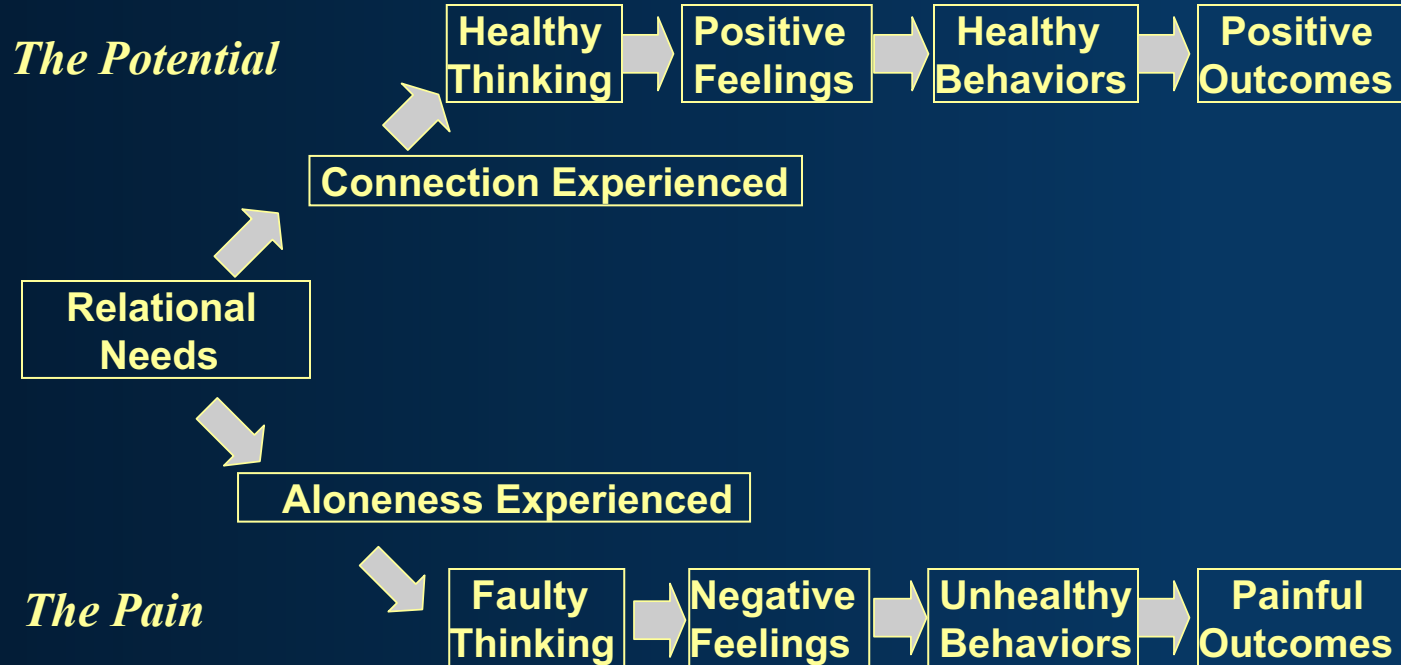 The Potential
Healthy
Thinking
Positive
Feelings
Healthy
Behaviors
Positive
Outcomes
Connection Experienced
Relational
Needs
Aloneness Experienced
The Pain
Faulty
Thinking
Negative
Feelings
Unhealthy
Behaviors
Painful
Outcomes